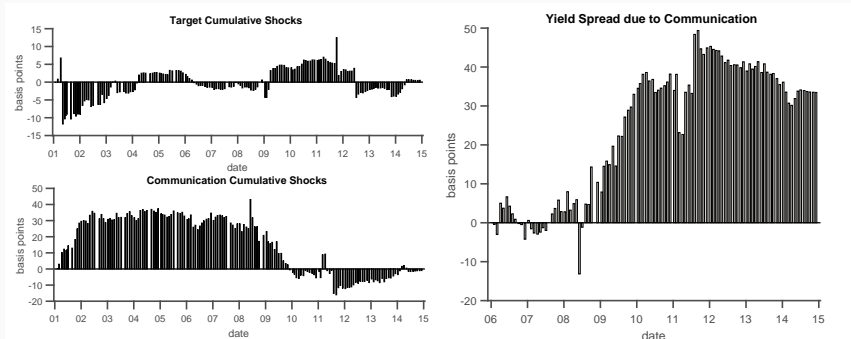 Target Cumulative Shocks
15
10
5
0
-5
-10
-15
basis points
01 02 03 04 05 06 07 08 09 10 11 12 13 14 15
date
Communication Cumulative Shocks
50
40
30
20
10
0
-10
-20
basis points
01 02 03 04 05 06 07 08 09 10 11 12 13 14 15
date
Yield Spread due to Communication
50
40
30
20
10
0
-10
-20
basis points
06 07 08 09 10 11 12 13 14 15
date